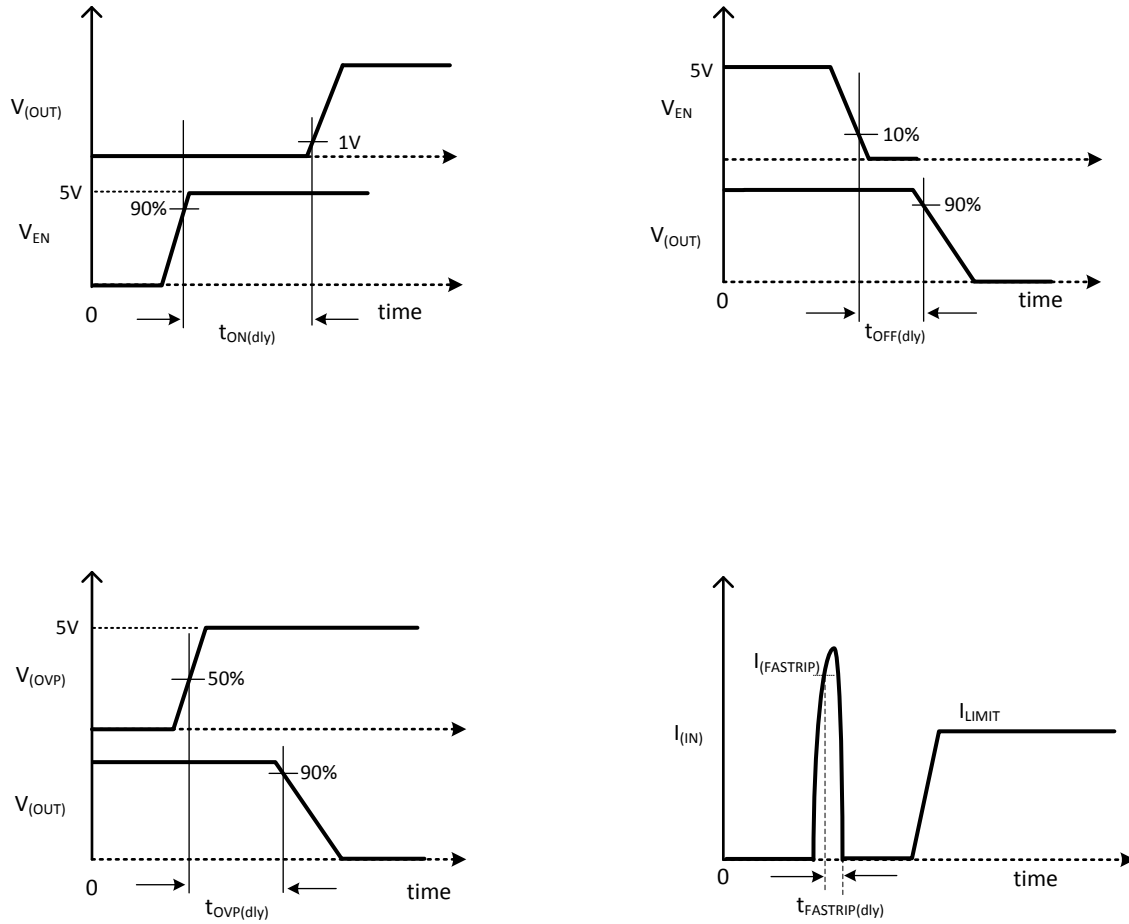 V(OUT)
1V
5V
90%
VEN
0
time
tON(dly)
5V
VEN
10%
90%
V(OUT)
0
time
tOFF(dly)
5V
V(OVP)
50%
90%
V(OUT)
0
time
tOVP(dly)
I(FASTRIP)
ILIMIT
I(IN)
0
time
tFASTRIP(dly)